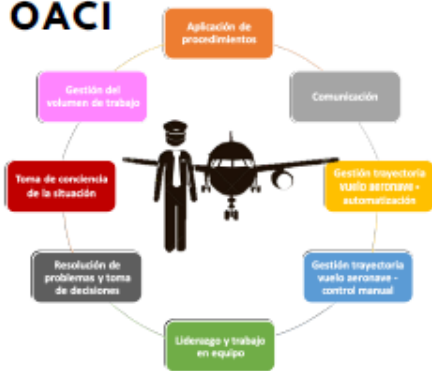 OACI
Aplicación de
procedimientos
Comunicación
Gestión trayectoria
vuelo aeronave -
automatización
Gestión trayectoria
vuelo aeronave -
control manual
Liderazgo y trabajo
en equipo
Resolución de
problemas y toma
de decisiones
Toma de conciencia
de la situación
Gestión del
volumen de trabajo